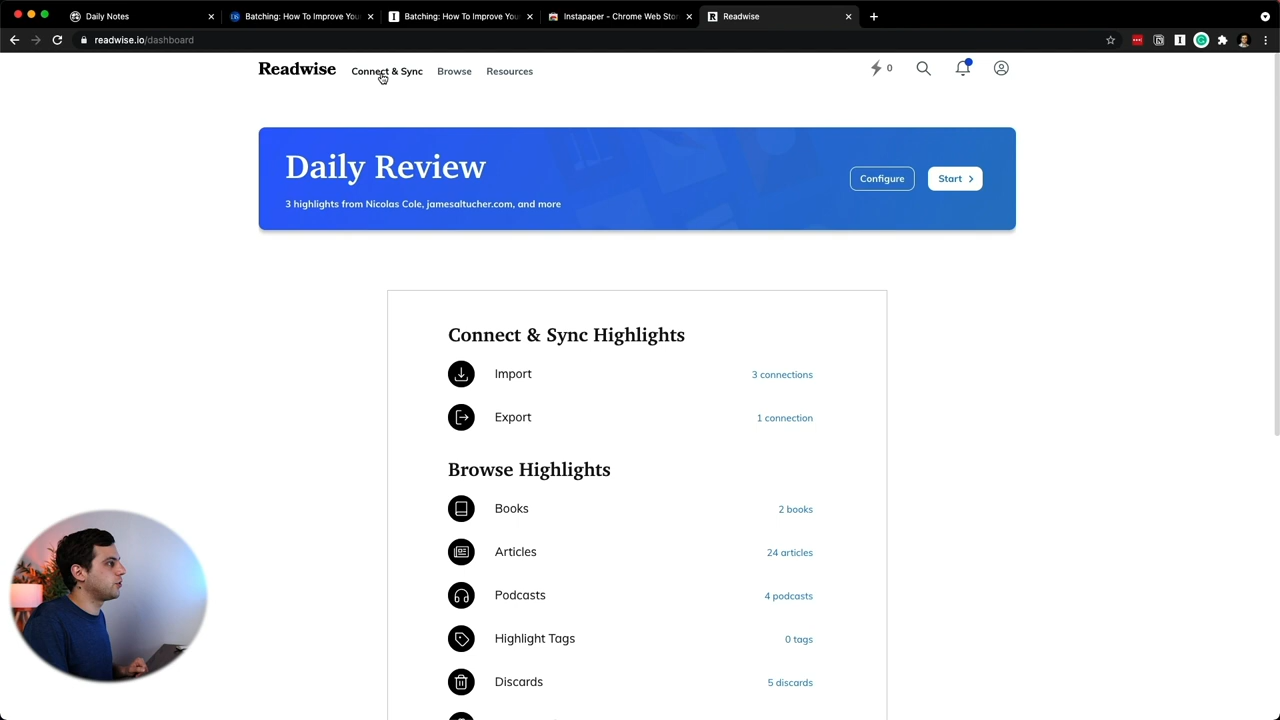 Daily Notes
Batching: How To Improve You
Batching: How To Improve You
Instapaper - Chrome Web Stor
Readwise
readwise.io/dashboard
Readwise
Connect & Sync
Browse
Resources
0
Daily Review
3 highlights from Nicolas Cole, jamesaltucher.com, and more
Configure
Start
Connect & Sync Highlights
Import
3 connections
Export
1 connection
Browse Highlights
Books
2 books
Articles
24 articles
Podcasts
4 podcasts
Highlight Tags
0 tags
Discards
5 discards